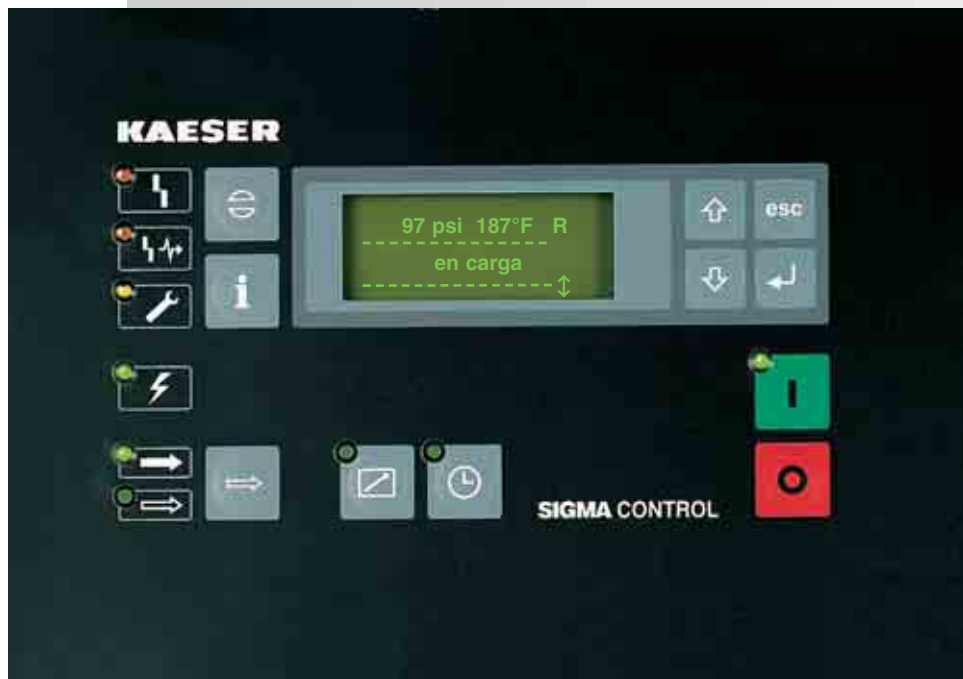 KAESER
97 psi 187°F R
en carga
esc
i
I
O
SIGMA CONTROL